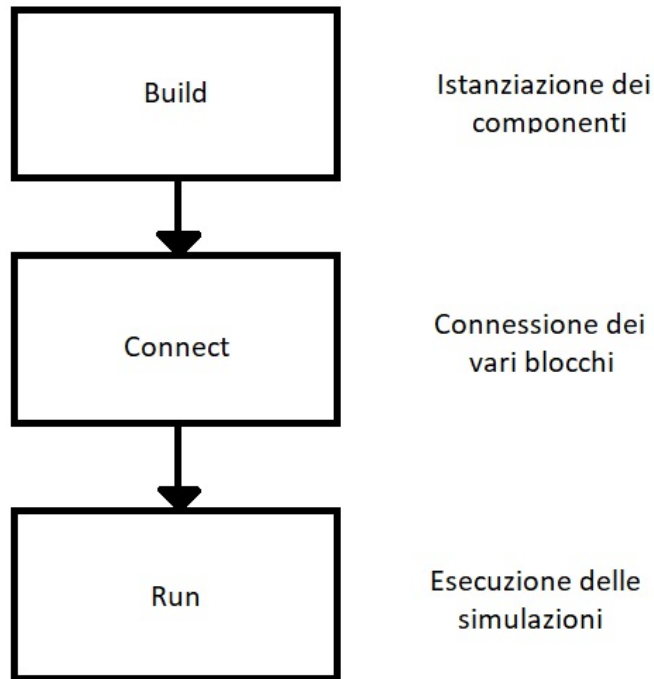 Build
Istanziazione dei
componenti
Connect
Connessione dei
vari blocchi
Run
Esecuzione delle
simulazioni